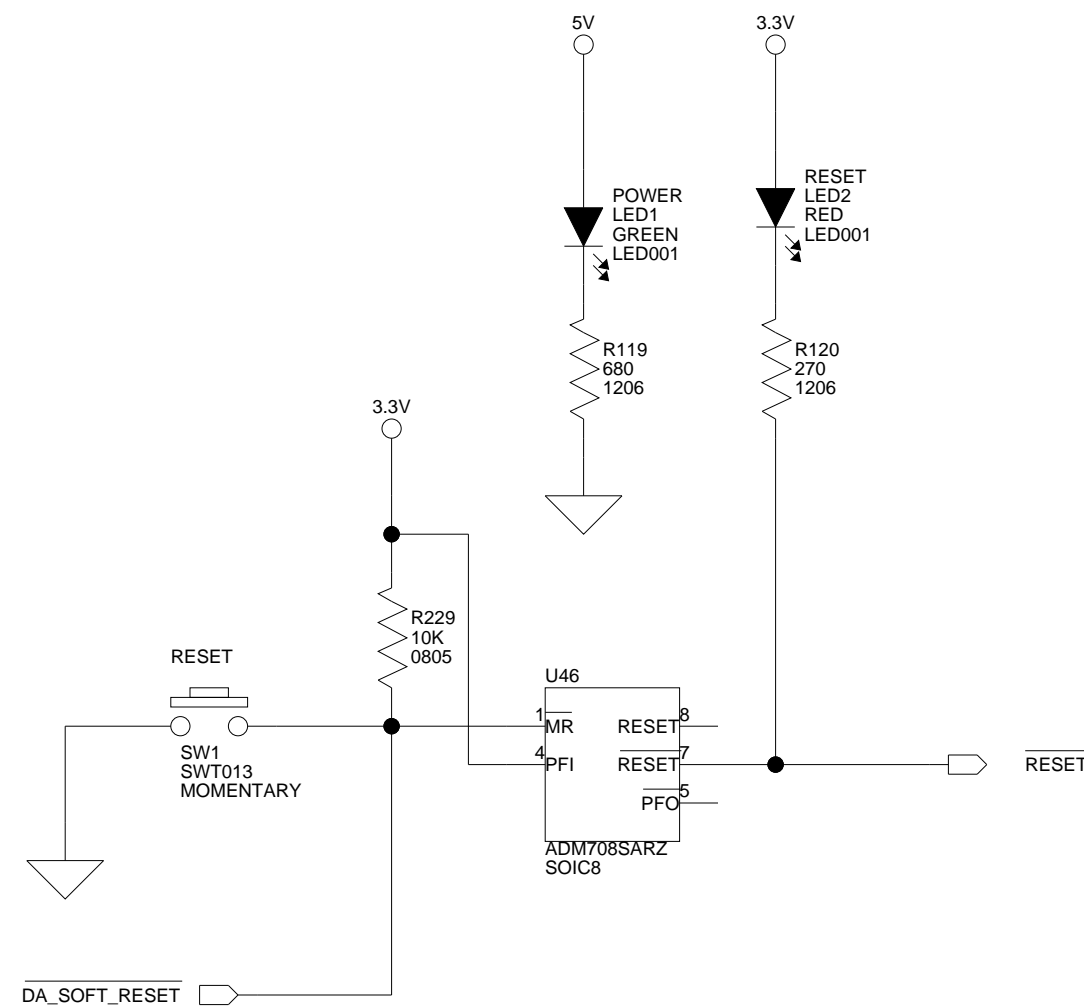 5V
3.3V
POWER
LED1
GREEN
LED001
RESET
LED2
RED
LED001
R119
680
1206
R120
270
1206
3.3V
R229
10K
0805
RESET
SW1
SWT013
MOMENTARY
U46
1
MR
RESET
8
4
PFI
RESET
7
PFO
5
RESET
ADM708SARZ
SOIC8
DA_SOFT_RESET